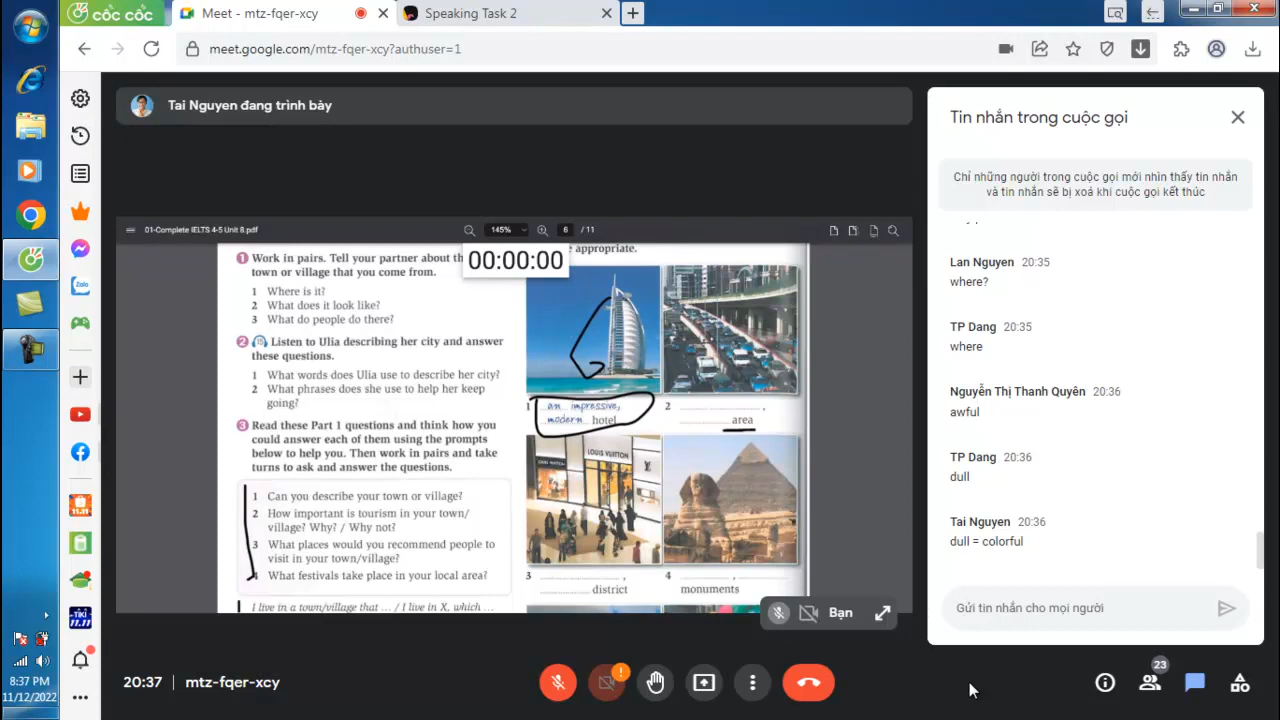 cốc cốc
Meet - mtz-fqer-xcy
Speaking Task 2
meet.google.com/mtz-fqer-xcy?authuser=1
Tai Nguyen đang trình bày
01-Complete IELTS 4-5 Unit 8.pdf
145%
6 / 11
00:00:00
1 Work in pairs. Tell your partner about th
town or village that you come from.
1 Where is it?
2 What does it look like?
3 What do people do there?
2 Listen to Ulia describing her city and answer
these questions.
1 What words does Ulia use to describe her city?
2 What phrases does she use to help her keep
going?
3 Read these Part 1 questions and think how you
could answer each of them using the prompts
below to help you. Then work in pairs and take
turns to ask and answer the questions.
1 Can you describe your town or village?
2 How important is tourism in your town/
village? Why? / Why not?
3 What places would you recommend people to
visit in your town/village?
4 What festivals take place in your local area?
I live in a town/village that ... / I live in X, which ...
e appropriate.
1 an impressive,
modern hotel
2 ,
area
LOUIS VUITTON
3 ,
district
4 ,
monuments
Bạn
Tin nhắn trong cuộc gọi
Chỉ những người trong cuộc gọi mới nhìn thấy tin nhắn
và tin nhắn sẽ bị xoá khi cuộc gọi kết thúc
Lan Nguyen 20:35
where?
TP Dang 20:35
where
Nguyễn Thị Thanh Quyên 20:36
awful
TP Dang 20:36
dull
Tai Nguyen 20:36
dull = colorful
Gửi tin nhắn cho mọi người
20:37 | mtz-fqer-xcy
23
Zalo
11.11
TIKI
11.11
8:37 PM
11/12/2022